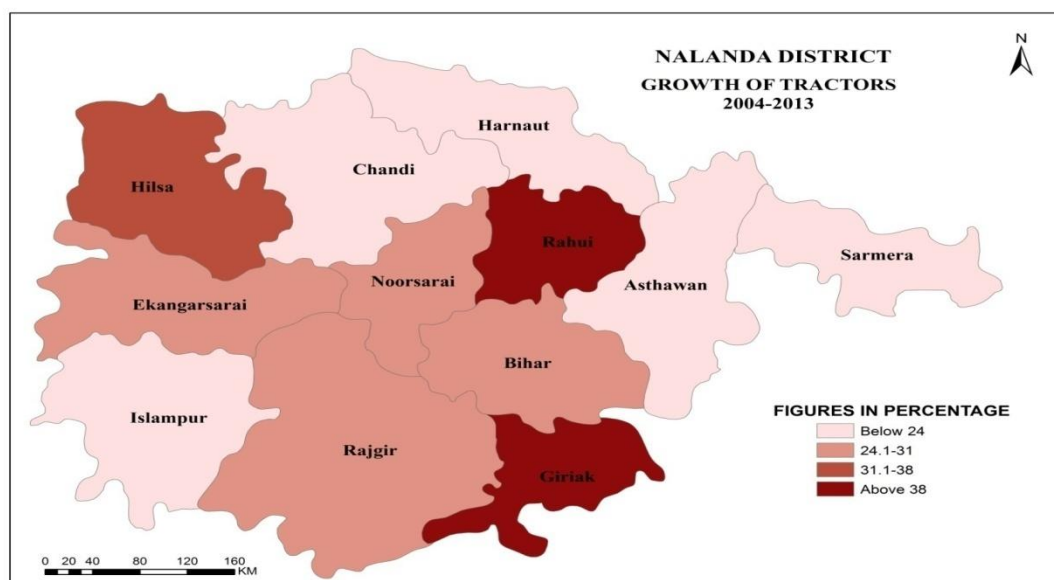 N
NALANDA DISTRICT
GROWTH OF TRACTORS
2004-2013
Harnaut
Chandi
Hilsa
Rahui
Sarmera
Noorsarai
Asthawan
Ekangarsarai
Bihar
Islampur
Rajgir
Giriak
FIGURES IN PERCENTAGE
Below 24
24.1-31
31.1-38
Above 38
0 10 20 40 80 120 160 KM